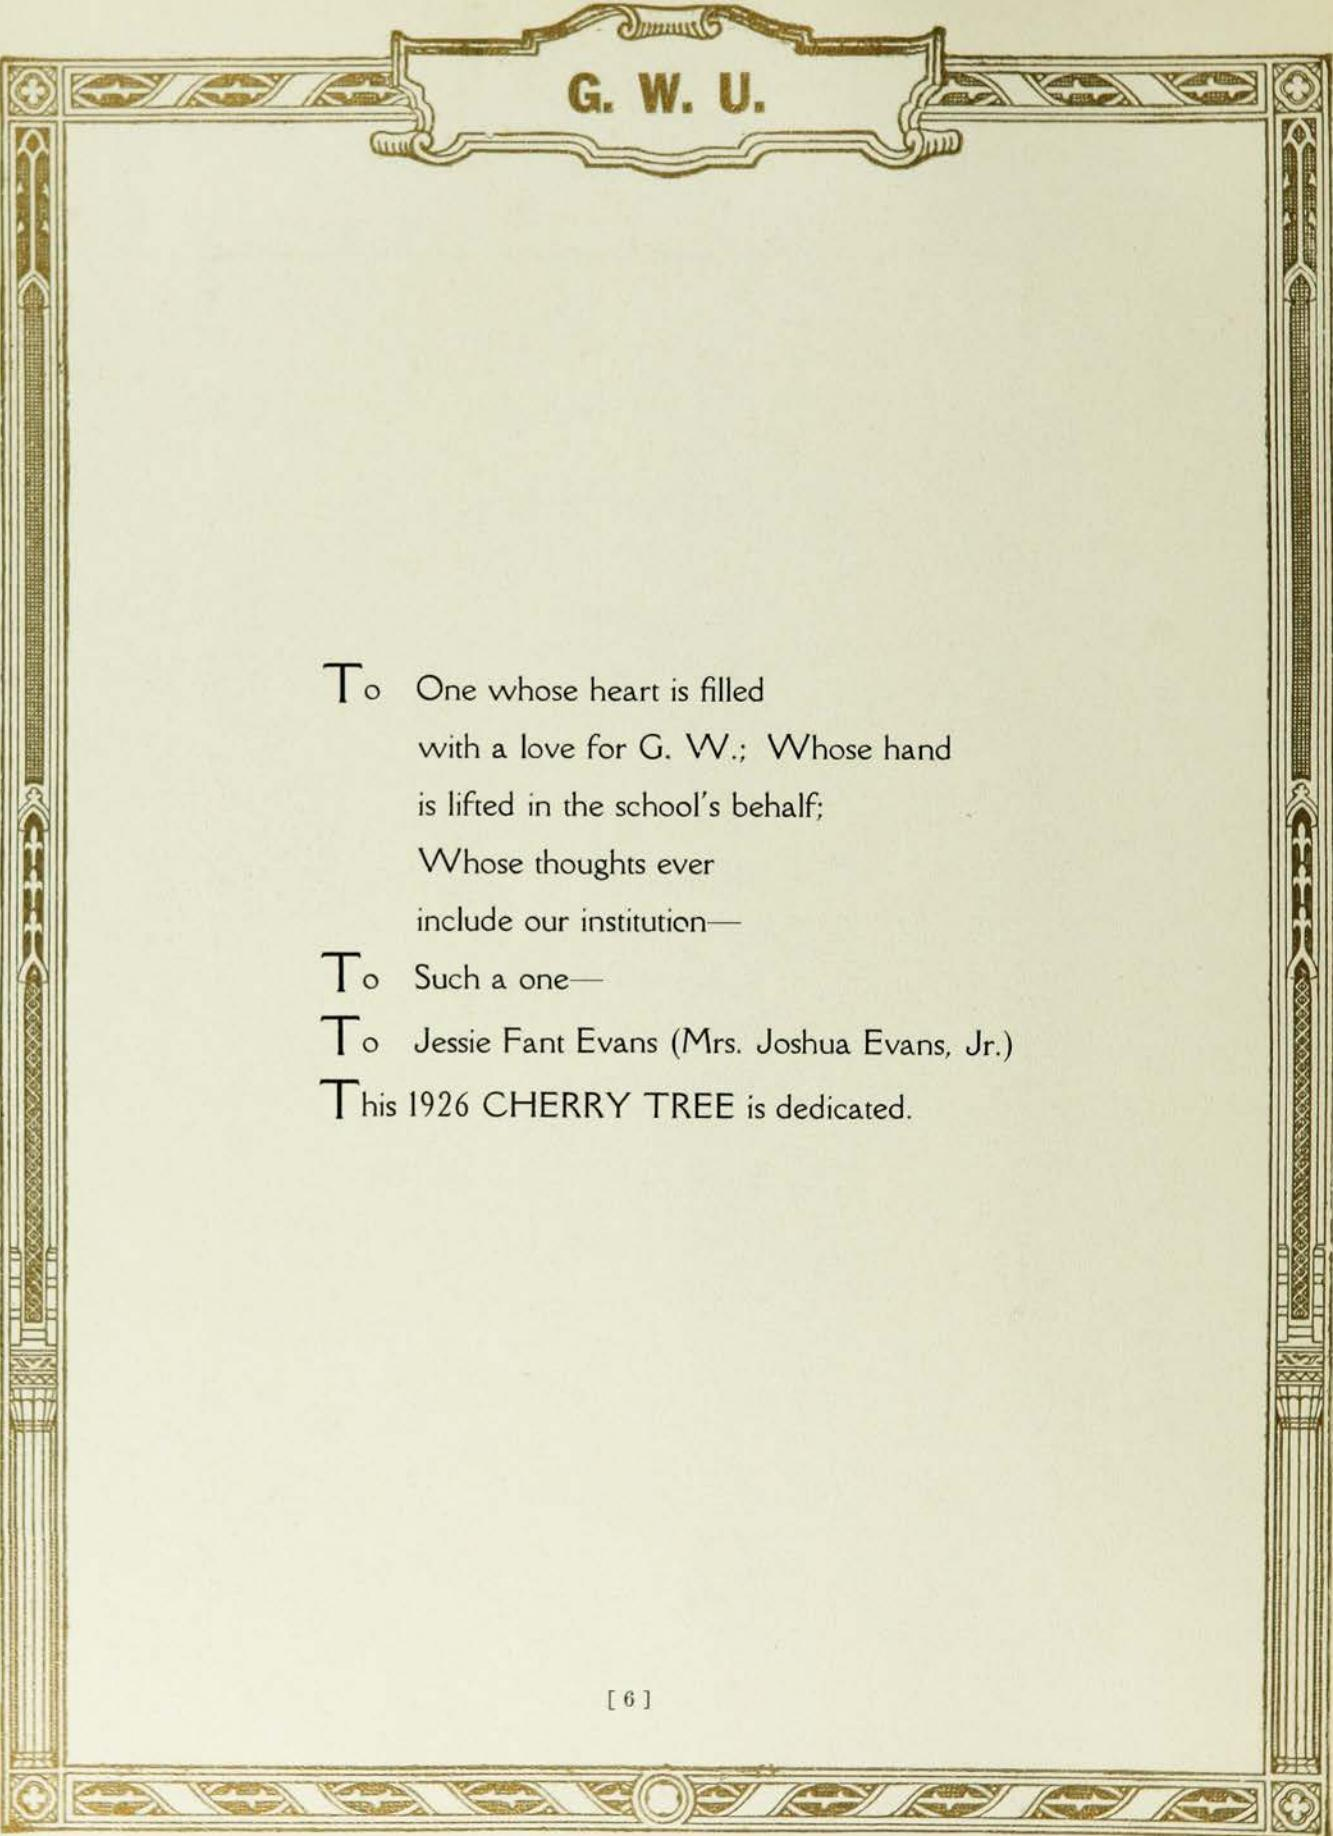 G. W. U.
To One whose heart is filled
with a love for G. W.; Whose hand
is lifted in the school's behalf;
Whose thoughts ever
include our institution—
To Such a one—
To Jessie Fant Evans (Mrs. Joshua Evans, Jr.)
This 1926 CHERRY TREE is dedicated.
[ 6 ]